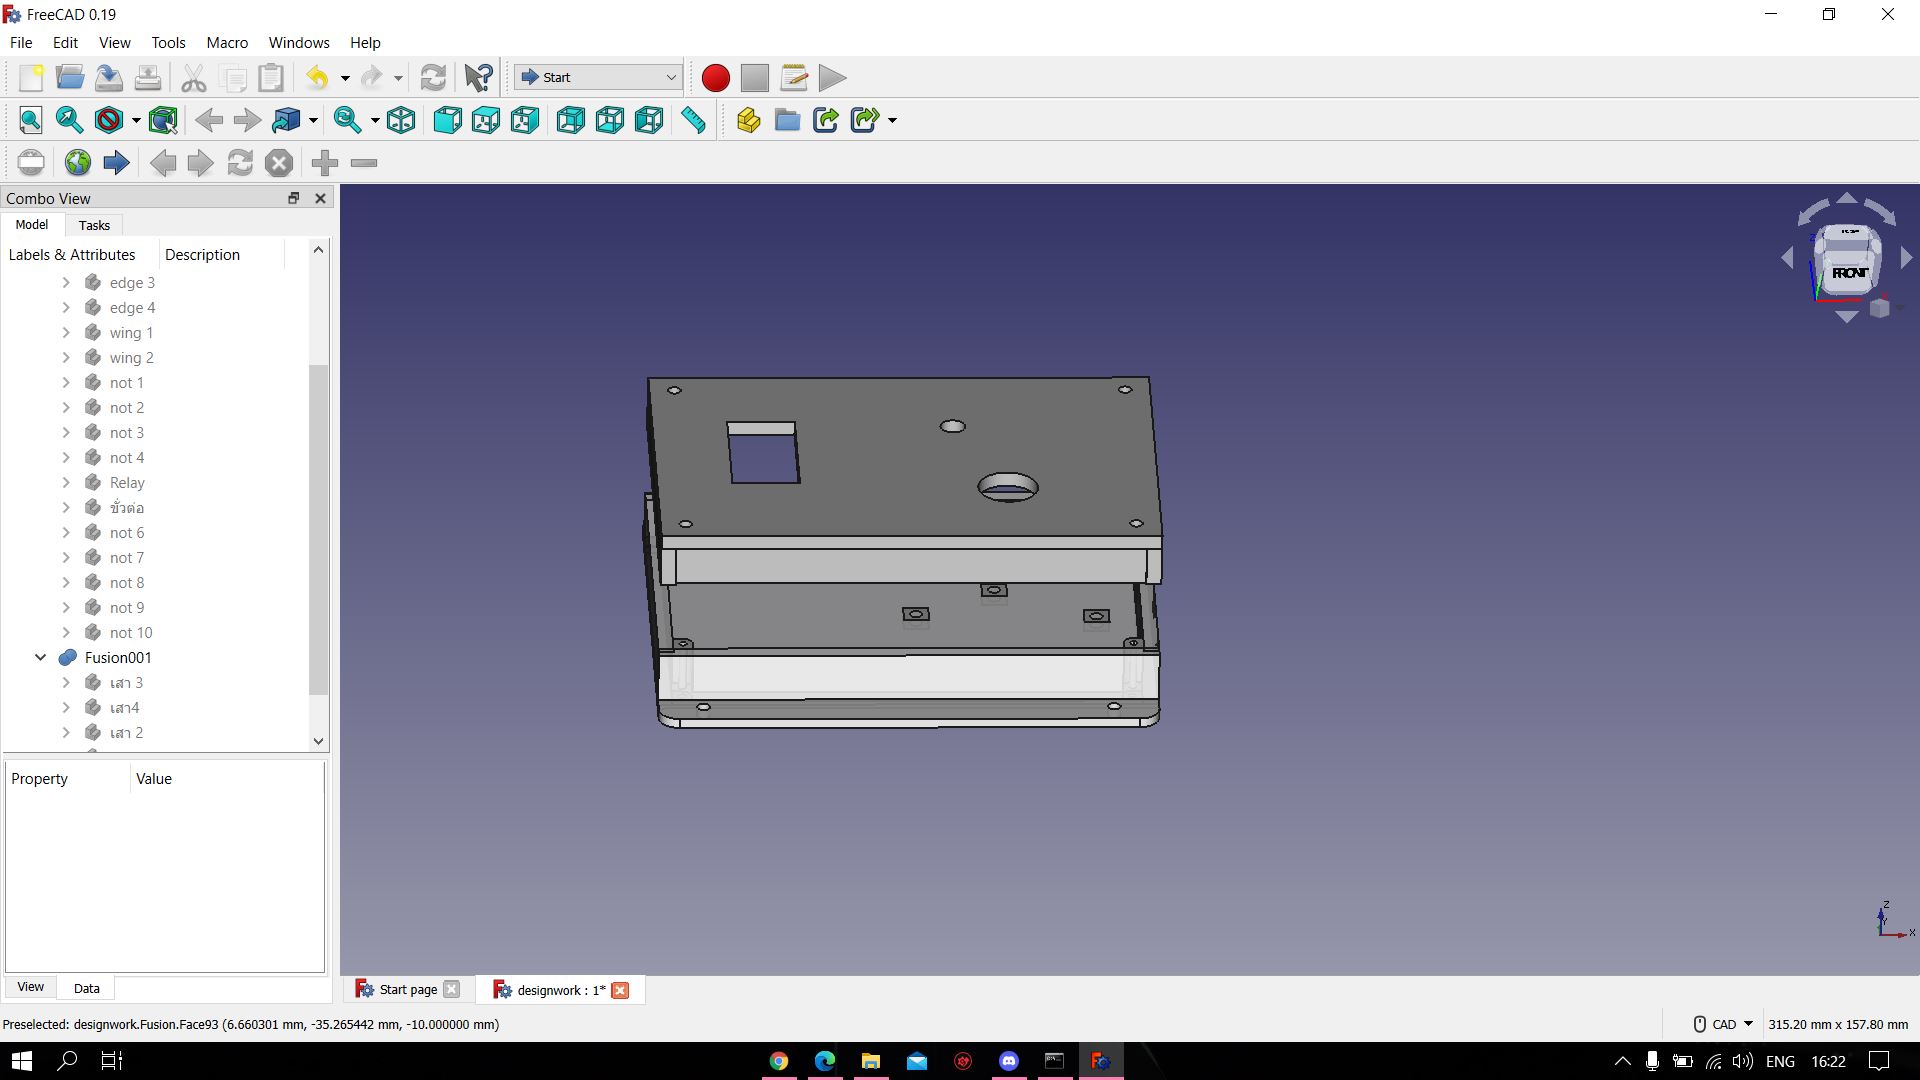 FreeCAD 0.19
File Edit View Tools Macro Windows Help
Start
Combo View
Model Tasks
Labels & Attributes Description
edge 3
edge 4
wing 1
wing 2
not 1
not 2
not 3
not 4
Relay
ขั่วต่อ
not 6
not 7
not 8
not 9
not 10
Fusion001
เสา 3
เสา4
เสา 2
Property Value
View Data
FRONT
Z
Z
Y
X
Start page
designwork : 1*
Preselected: designwork.Fusion.Face93 (6.660301 mm, -35.265442 mm, -10.000000 mm)
CAD
315.20 mm x 157.80 mm
ENG
16:22